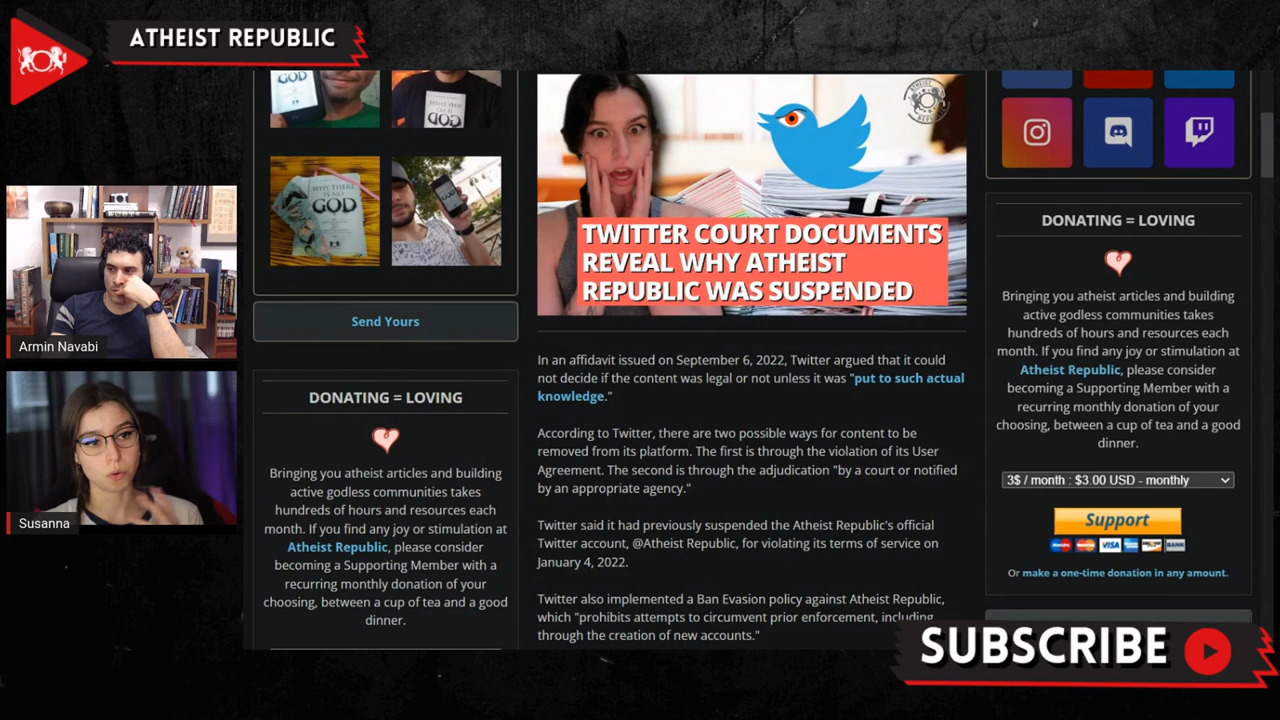 ATHEIST REPUBLIC
Armin Navabi
Susanna
GOD
WHY THERE
IS NO
GOD
Send Yours
DONATING = LOVING
Bringing you atheist articles and building
active godless communities takes
hundreds of hours and resources each
month. If you find any joy or stimulation at
Atheist Republic, please consider
becoming a Supporting Member with a
recurring monthly donation of your
choosing, between a cup of tea and a good
dinner.
ATHEIST
REPUBLIC
TWITTER COURT DOCUMENTS
REVEAL WHY ATHEIST
REPUBLIC WAS SUSPENDED
In an affidavit issued on September 6, 2022, Twitter argued that it could
not decide if the content was legal or not unless it was "put to such actual
knowledge."
According to Twitter, there are two possible ways for content to be
removed from its platform. The first is through the violation of its User
Agreement. The second is through the adjudication "by a court or notified
by an appropriate agency."
Twitter said it had previously suspended the Atheist Republic's official
Twitter account, @Atheist Republic, for violating its terms of service on
January 4, 2022.
Twitter also implemented a Ban Evasion policy against Atheist Republic,
which "prohibits attempts to circumvent prior enforcement, including
through the creation of new accounts."
DONATING = LOVING
Bringing you atheist articles and building
active godless communities takes
hundreds of hours and resources each
month. If you find any joy or stimulation at
Atheist Republic, please consider
becoming a Supporting Member with a
recurring monthly donation of your
choosing, between a cup of tea and a good
dinner.
3$ / month : $3.00 USD - monthly
Support
VISA
BANK
Or make a one-time donation in any amount.
SUBSCRIBE